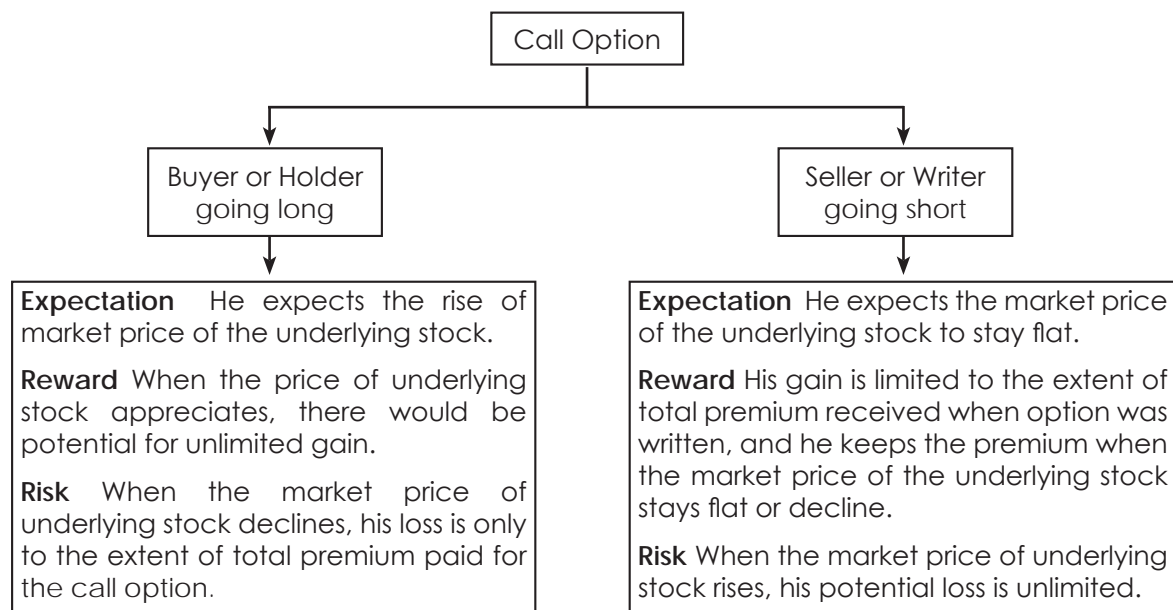 Call Option
Buyer or Holder
going long
Seller or Writer
going short
Expectation He expects the rise of
market price of the underlying stock.
Reward When the price of underlying
stock appreciates, there would be
potential for unlimited gain.
Risk When the market price of
underlying stock declines, his loss is only
to the extent of total premium paid for
the call option.
Expectation He expects the market price
of the underlying stock to stay flat.
Reward His gain is limited to the extent of
total premium received when option was
written, and he keeps the premium when
the market price of the underlying stock
stays flat or decline.
Risk When the market price of underlying
stock rises, his potential loss is unlimited.